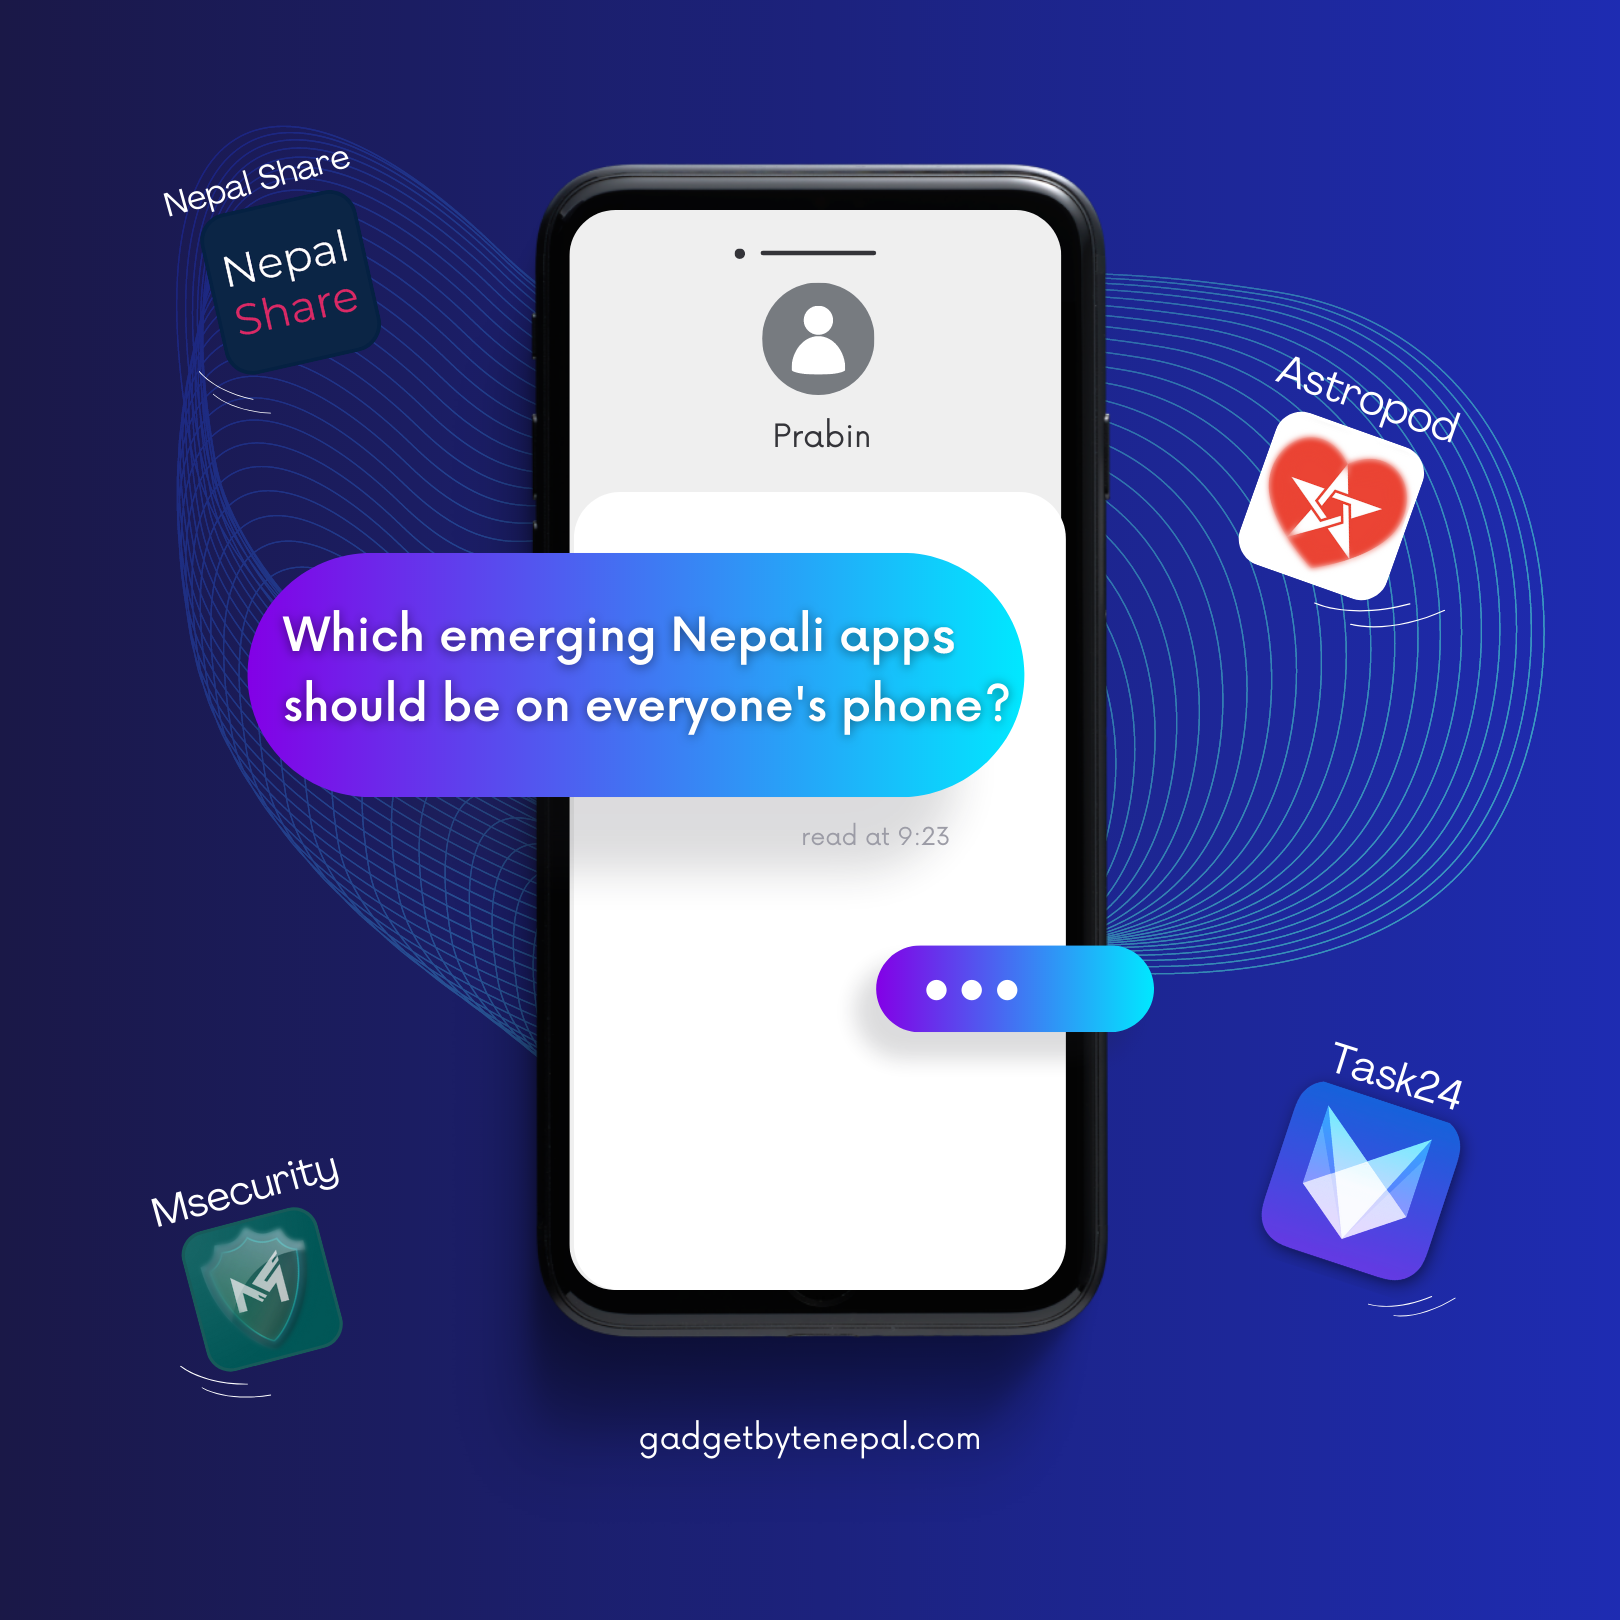 Nepal Share
Nepal
Share
Prabin
Astropod
Which emerging Nepali apps
should be on everyone's phone?
read at 9:23
Task24
Msecurity
M
gadgetbytenepal.com